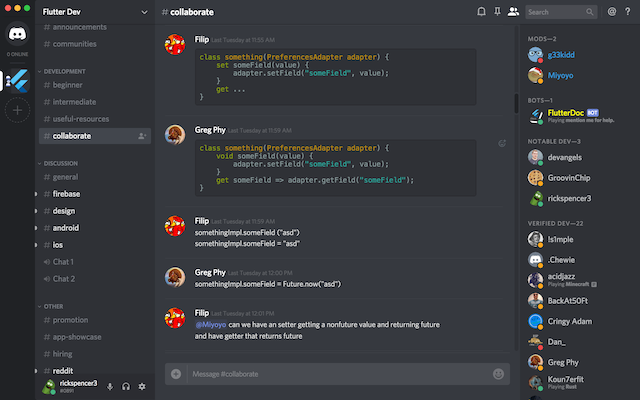 0 ONLINE
Flutter Dev
# announcements
# communities
DEVELOPMENT
# beginner
# intermediate
# useful-resources
# collaborate
DISCUSSION
# general
# firebase
# design
# android
# ios
Chat 1
Chat 2
OTHER
# promotion
# app-showcase
# hiring
# reddit
rickspencer3
# collaborate
Search
Filip Last Tuesday at 11:55 AM
class something(PreferencesAdapter adapter) {
set someField(value) {
adapter.setField("someField", value);
}
get ...
}
Greg Phy Last Tuesday at 11:59 AM
class something(PreferencesAdapter adapter) {
void someField(value) {
adapter.setField("someField", value);
}
get someField => adapter.getField("someField");
}
Filip Last Tuesday at 11:59 AM
somethingImpl.someField ("asd")
somethingImpl.someField = "asd"
Greg Phy Last Tuesday at 12:00 PM
somethingImpl.someField = Future.now("asd")
Filip Last Tuesday at 12:01 PM
@Miyoyo can we have an setter getting a nonfuture value and returning future
and have getter that returns future
Message #collaborate
MODS—2
g33kidd
Miyoyo
BOTS—1
FlutterDoc BOT
Playing mention me for help.
NOTABLE DEV—3
devangels
GroovinChip
rickspencer3
VERIFIED DEV—22
!s1mple
.Chewie
acidjazz
Playing Minecraft
BackAtS0Ft
Cringy Adam
Dan_
Greg Phy
Koun7erfit
Playing Rust